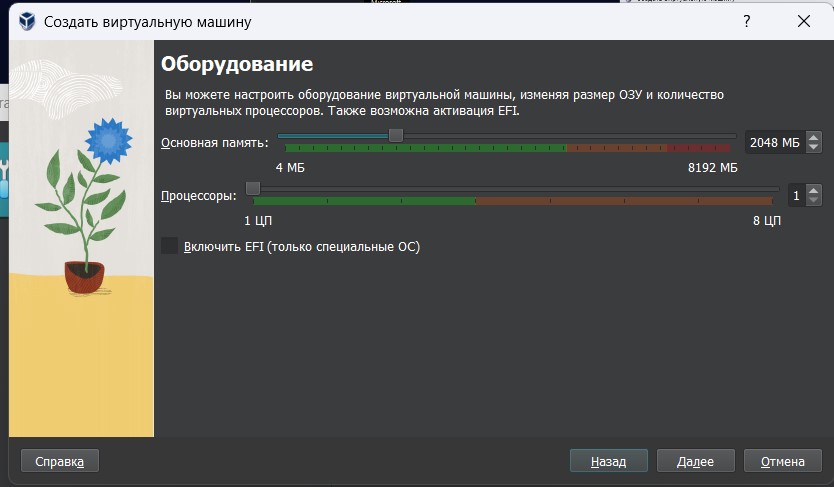 Создать виртуальную машину
?
Оборудование
Вы можете настроить оборудование виртуальной машины, изменяя размер ОЗУ и количество
виртуальных процессоров. Также возможна активация EFI.
Основная память:
2048 МБ
4 МБ
8192 МБ
Процессоры:
1
1 ЦП
8 ЦП
Включить EFI (только специальные ОС)
Справка
Назад
Далее
Отмена